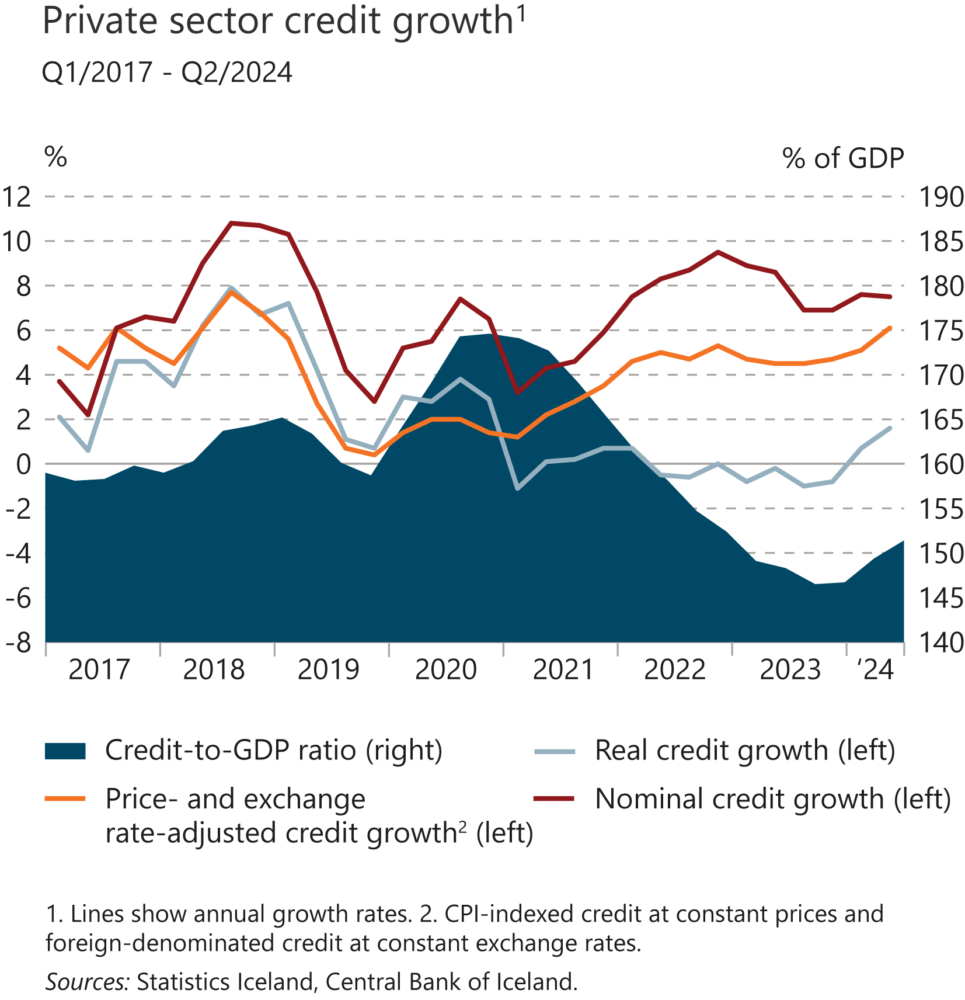 Private sector credit growth¹
Q1/2017 - Q2/2024
% % of GDP
12 190
10 185
8 180
6 175
4 170
2 165
0 160
-2 155
-4 150
-6 145
-8 140
2017 2018 2019 2020 2021 2022 2023 ‘24
Credit-to-GDP ratio (right)
Real credit growth (left)
Price- and exchange
rate-adjusted credit growth² (left)
Nominal credit growth (left)
1. Lines show annual growth rates. 2. CPI-indexed credit at constant prices and
foreign-denominated credit at constant exchange rates.
Sources: Statistics Iceland, Central Bank of Iceland.